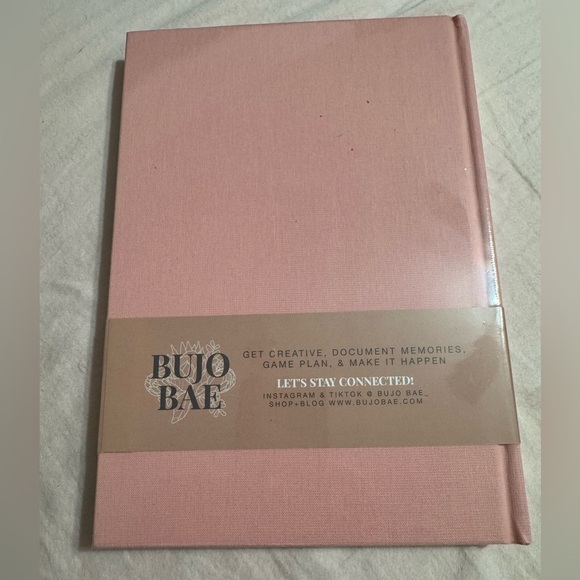 BUJO
BAE
GET CREATIVE, DOCUMENT MEMORIES,
GAME PLAN, & MAKE IT HAPPEN
LET'S STAY CONNECTED!
INSTAGRAM & TIKTOK @ BUJO BAE_
SHOP+BLOG WWW.BUJOBAE.COM